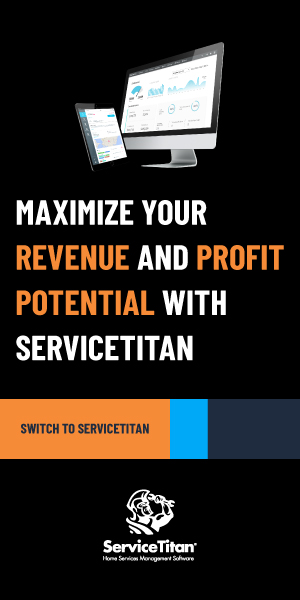 MAXIMIZE YOUR
REVENUE AND PROFIT
POTENTIAL WITH
SERVICETITAN
SWITCH TO SERVICETITAN
ServiceTitan®
Home Services Management Software